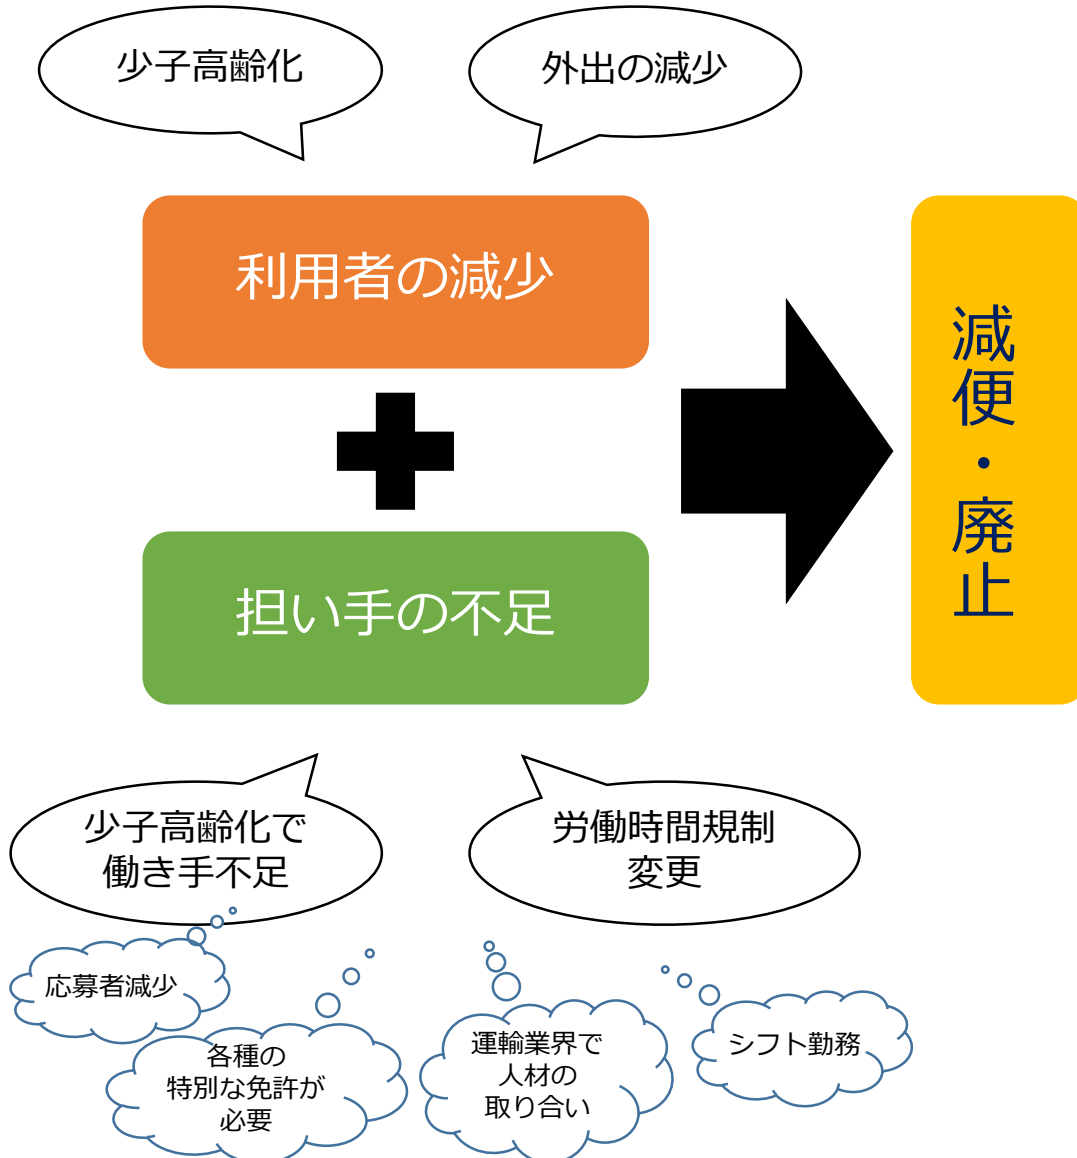 少子高齢化
外出の減少
利用者の減少
担い手の不足
減便・廃止
少子高齢化で
働き手不足
労働時間規制
変更
応募者減少
各種の
特別な免許が
必要
運輸業界で
人材の
取り合い
シフト勤務